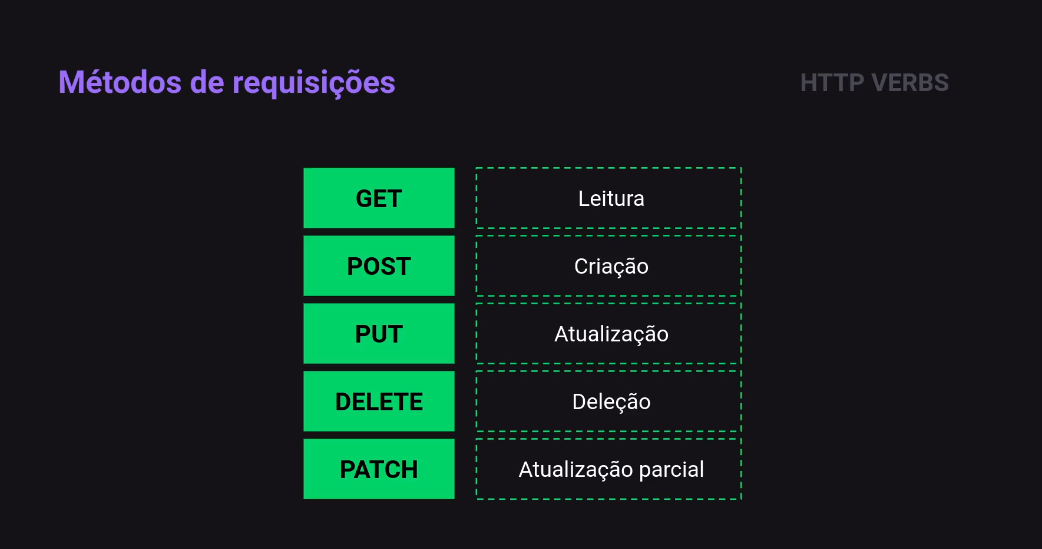 Métodos de requisições
HTTP VERBS
GET
Leitura
POST
Criação
PUT
Atualização
DELETE
Deleção
PATCH
Atualização parcial